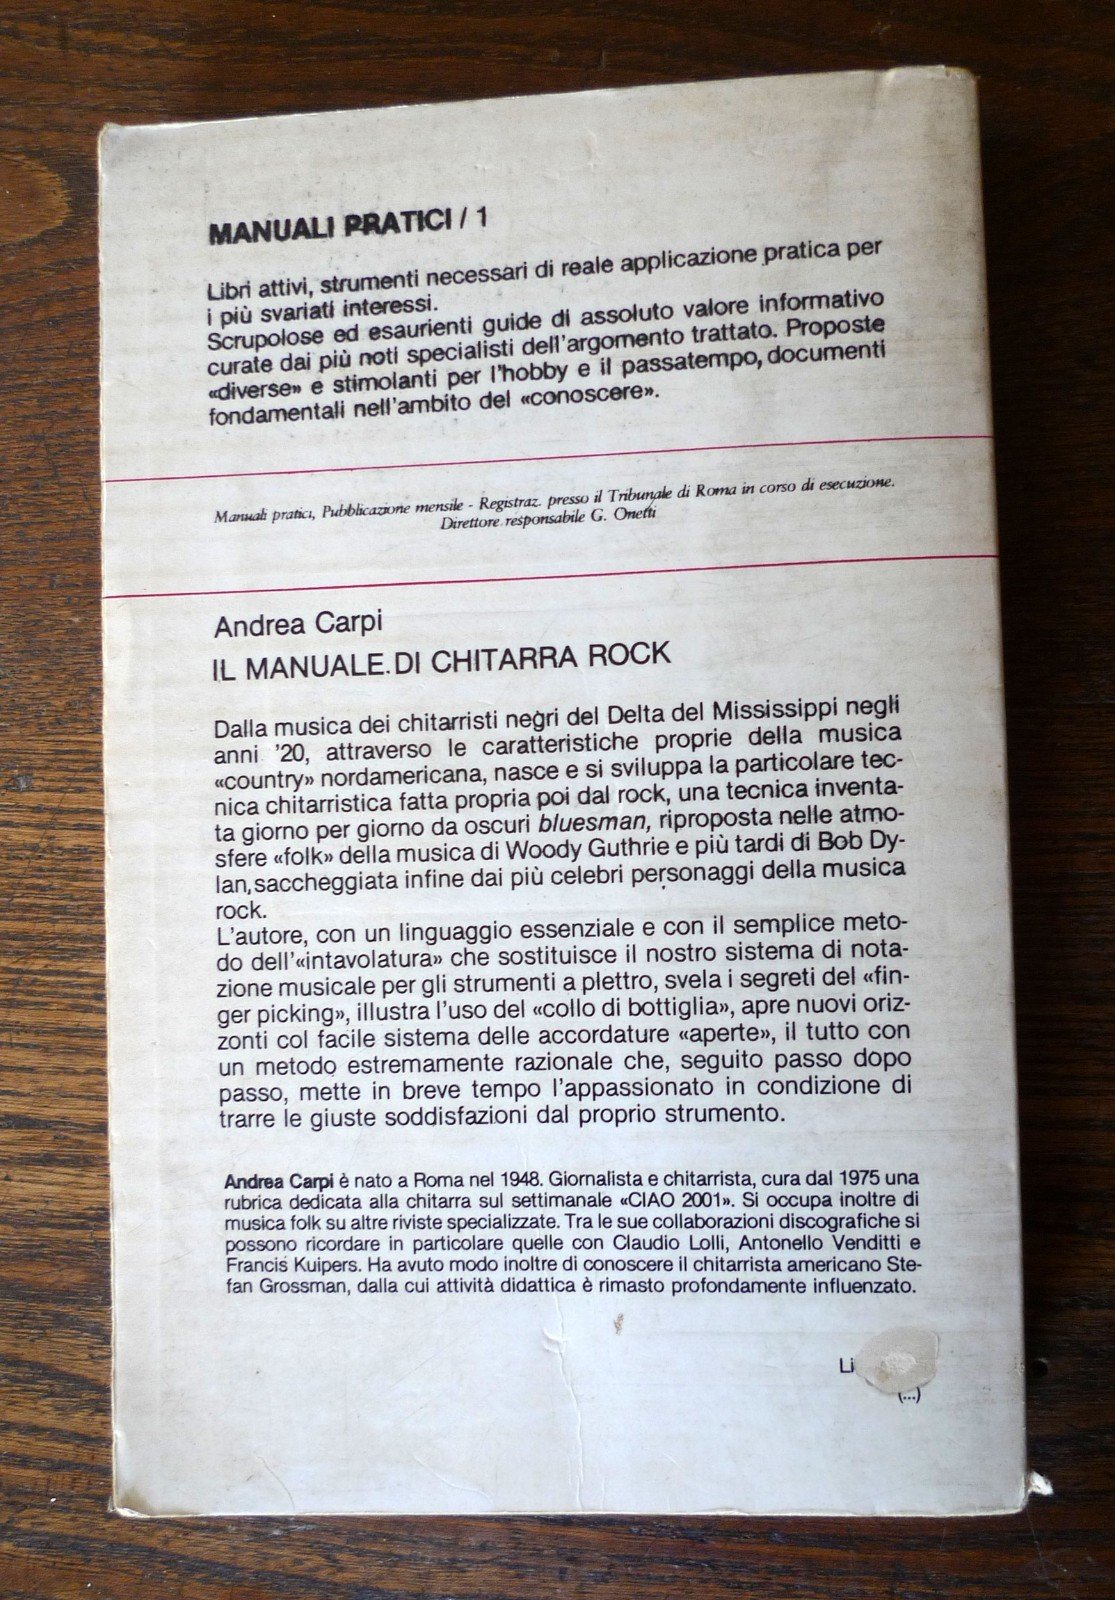 MANUALI PRATICI / 1
Libri attivi, strumenti necessari di reale applicazione pratica per
i più svariati interessi.
Scrupolose ed esaurienti guide di assoluto valore informativo
curate dai più noti specialisti dell'argomento trattato. Proposte
«diverse» e stimolanti per l'hobby e il passatempo, documenti
fondamentali nell'ambito del «conoscere».
Manuali pratici, Pubblicazione mensile - Registraz. presso il Tribunale di Roma in corso di esecuzione.
Direttore responsabile G. Onetti
Andrea Carpi
IL MANUALE DI CHITARRA ROCK
Dalla musica dei chitarristi negri del Delta del Mississippi negli
anni '20, attraverso le caratteristiche proprie della musica
«country» nordamericana, nasce e si sviluppa la particolare tec-
nica chitarristica fatta propria poi dal rock, una tecnica inventa-
ta giorno per giorno da oscuri bluesman, riproposta nelle atmo-
sfere «folk» della musica di Woody Guthrie e più tardi di Bob Dy-
lan, saccheggiata infine dai più celebri personaggi della musica
rock.
L'autore, con un linguaggio essenziale e con il semplice meto-
do dell'«intavolatura» che sostituisce il nostro sistema di nota-
zione musicale per gli strumenti a plettro, svela i segreti del «fin-
ger picking», illustra l'uso del «collo di bottiglia», apre nuovi oriz-
zonti col facile sistema delle accordature «aperte», il tutto con
un metodo estremamente razionale che, seguito passo dopo
passo, mette in breve tempo l'appassionato in condizione di
trarre le giuste soddisfazioni dal proprio strumento.
Andrea Carpi è nato a Roma nel 1948. Giornalista e chitarrista, cura dal 1975 una
rubrica dedicata alla chitarra sul settimanale «CIAO 2001». Si occupa inoltre di
musica folk su altre riviste specializzate. Tra le sue collaborazioni discografiche si
possono ricordare in particolare quelle con Claudio Lolli, Antonello Venditti e
Francis Kuipers. Ha avuto modo inoltre di conoscere il chitarrista americano Ste-
fan Grossman, dalla cui attività didattica è rimasto profondamente influenzato.
(...)